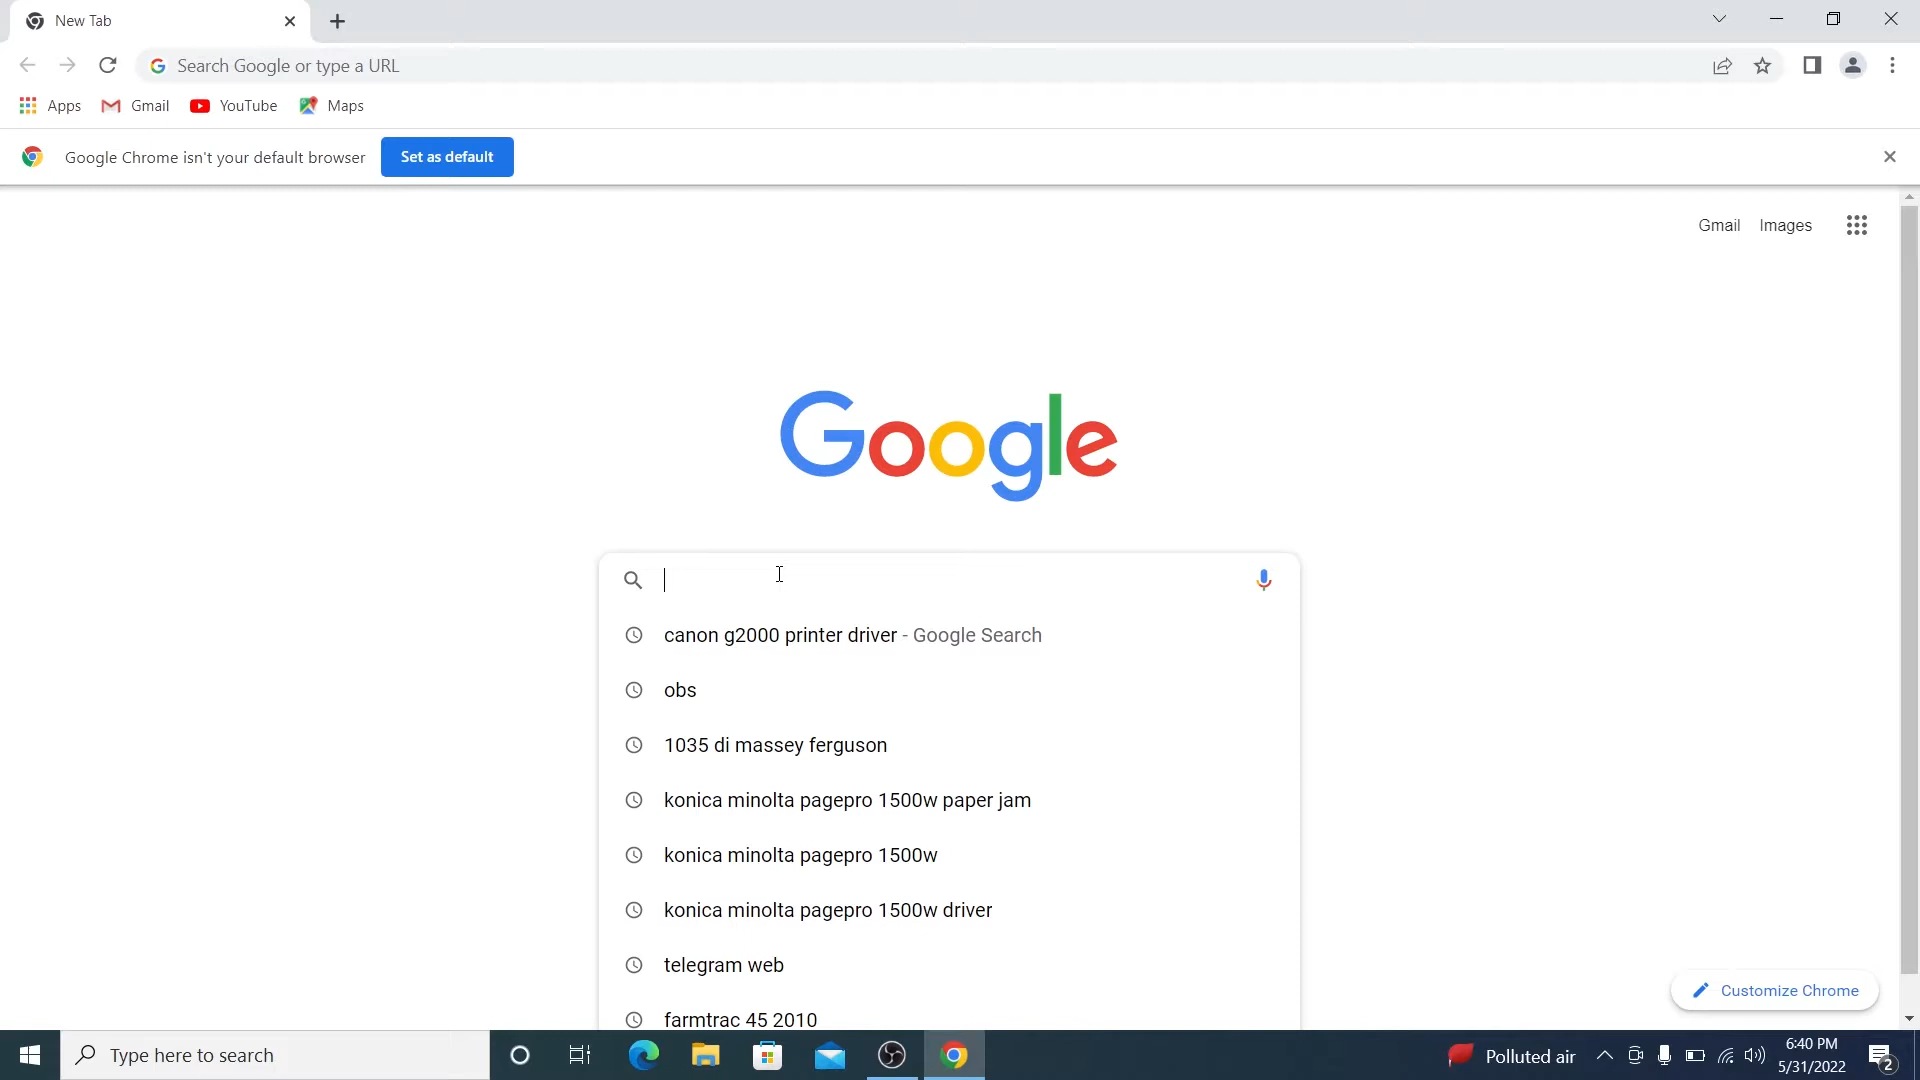 New Tab
Search Google or type a URL
Apps Gmail YouTube Maps
Google Chrome isn't your default browser Set as default
Gmail Images
Google
canon g2000 printer driver - Google Search
obs
1035 di massey ferguson
konica minolta pagepro 1500w paper jam
konica minolta pagepro 1500w
konica minolta pagepro 1500w driver
telegram web
farmtrac 45 2010
Customize Chrome
Type here to search
Polluted air
6:40 PM
5/31/2022
2